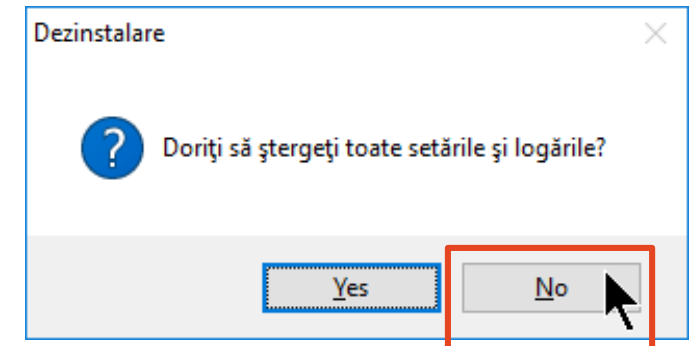 Dezinstalare
?
Doriţi să ştergeţi toate setările şi logările?
Yes
No